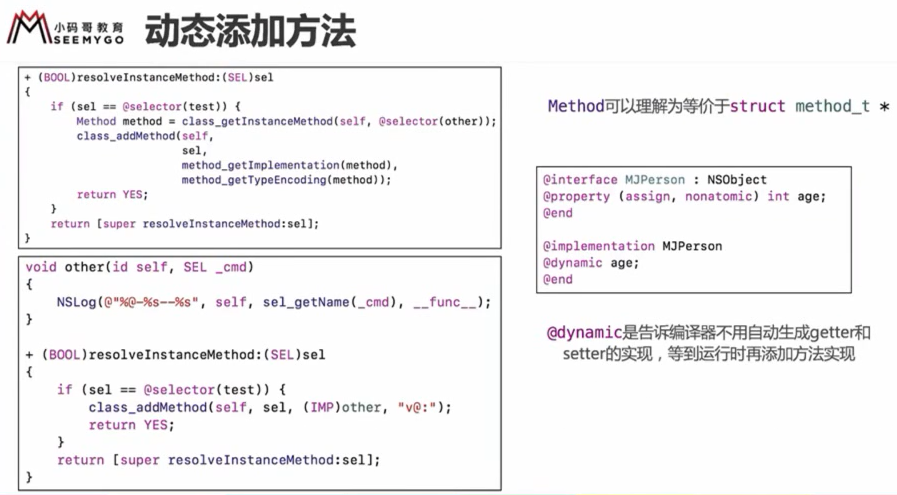 小码哥教育
SEEMYGO
动态添加方法
+ (BOOL)resolveInstanceMethod:(SEL)sel
{
    if (sel == @selector(test)) {
        Method method = class_getInstanceMethod(self, @selector(other));
        class_addMethod(self,
                        sel,
                        method_getImplementation(method),
                        method_getTypeEncoding(method));
        return YES;
    }
    return [super resolveInstanceMethod:sel];
}
void other(id self, SEL _cmd)
{
    NSLog(@"%@-%s--%s", self, sel_getName(_cmd), __func__);
}
+ (BOOL)resolveInstanceMethod:(SEL)sel
{
    if (sel == @selector(test)) {
        class_addMethod(self, sel, (IMP)other, "v@:");
        return YES;
    }
    return [super resolveInstanceMethod:sel];
}
Method可以理解为等价于struct method_t *
@interface MJPerson : NSObject
@property (assign, nonatomic) int age;
@end
@implementation MJPerson
@dynamic age;
@end
@dynamic是告诉编译器不用自动生成getter和
setter的实现，等到运行时再添加方法实现